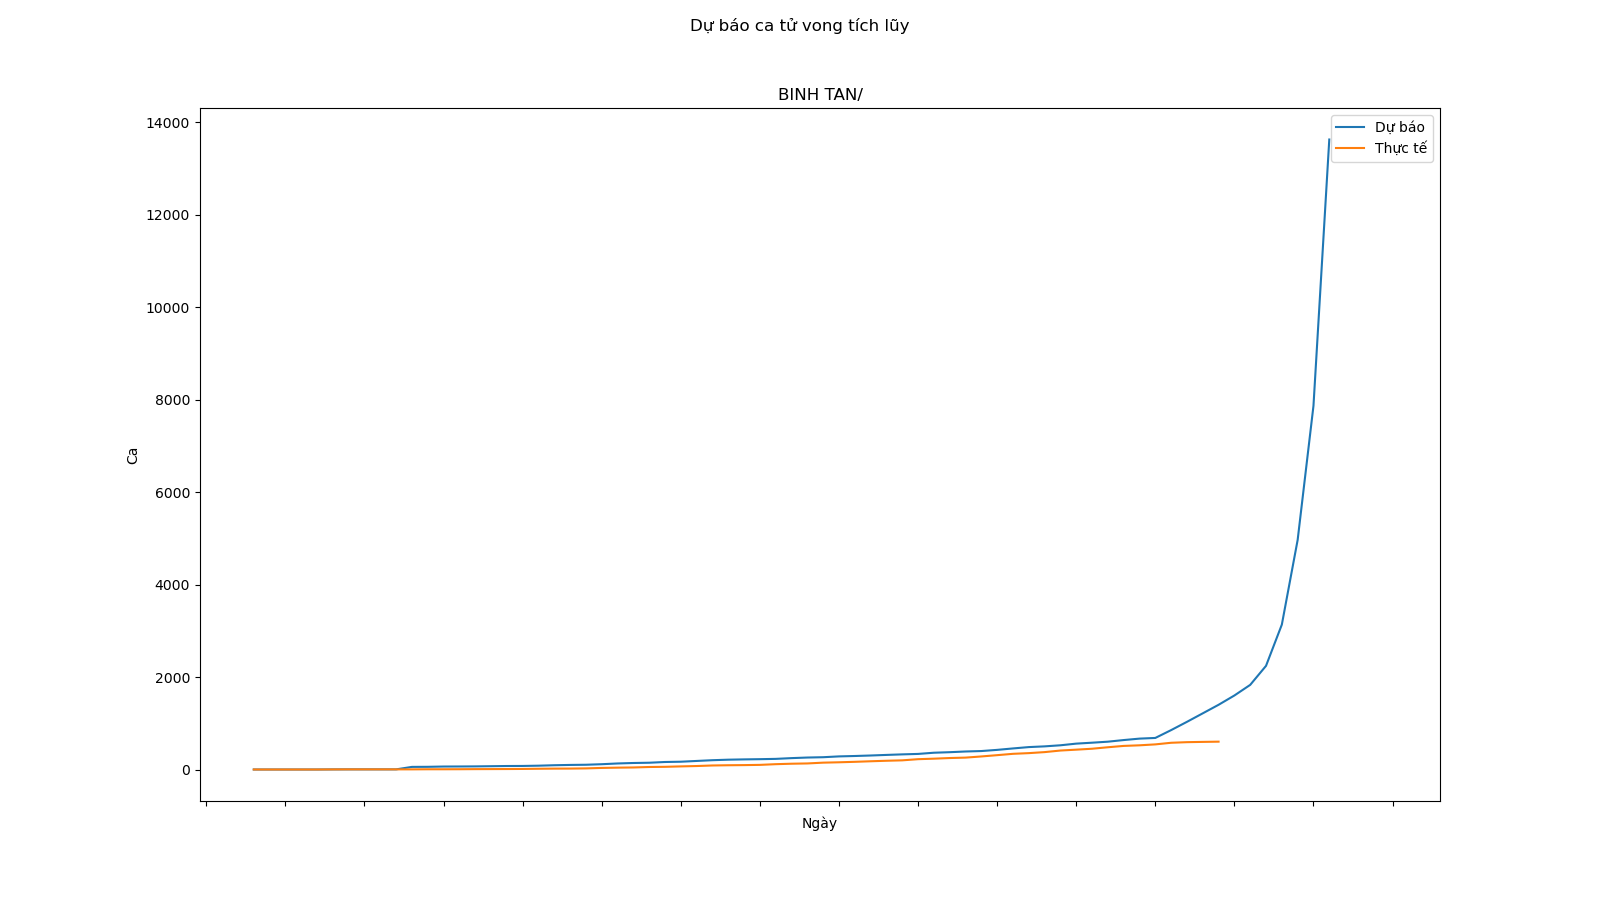 Dự báo ca tử vong tích lũy
BINH TAN/
14000
12000
10000
8000
6000
4000
2000
0
Ca
Dự báo
Thực tế
Ngày